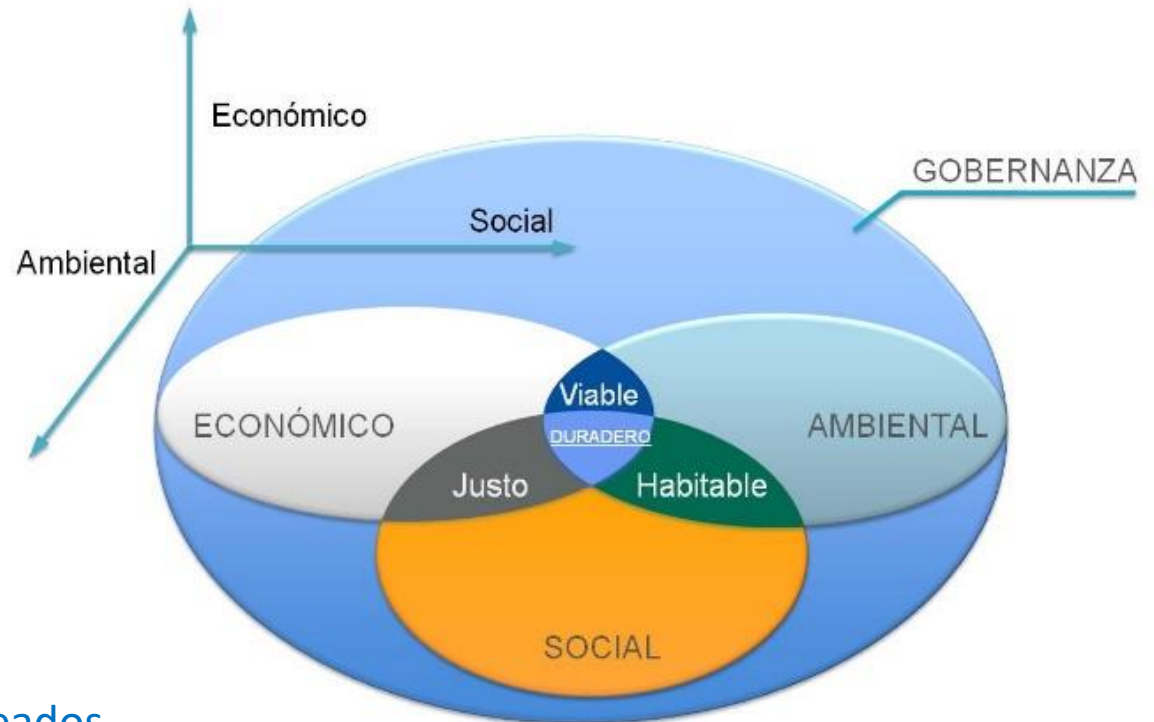 Económico
GOBERNANZA
Social
Ambiental
Viable
ECONÓMICO
DURADERO
AMBIENTAL
Justo
Habitable
SOCIAL